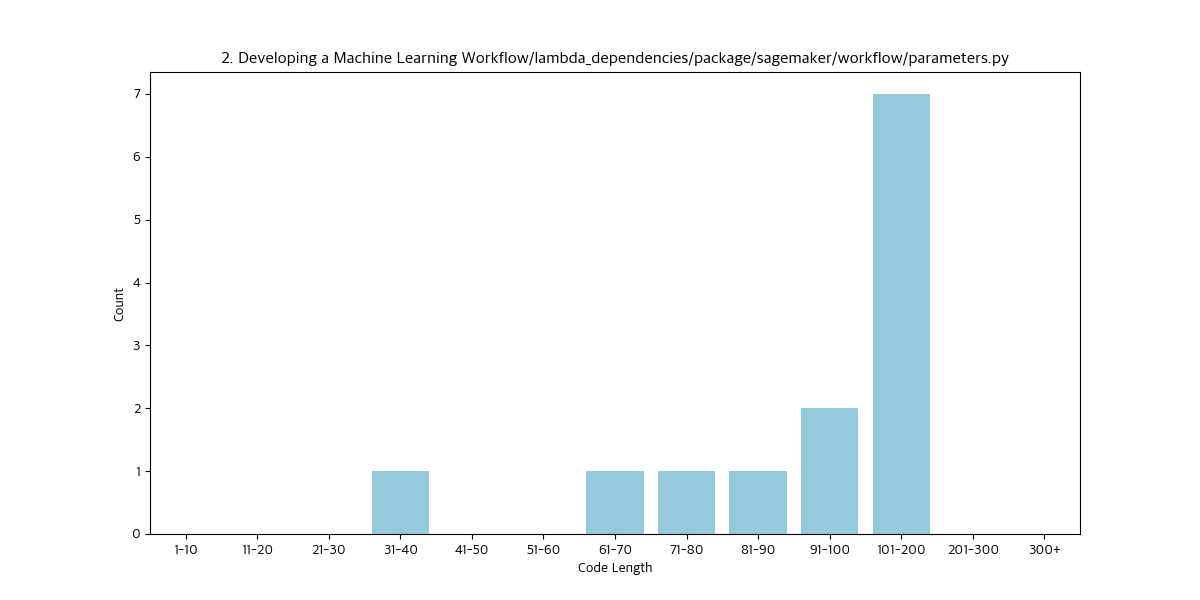 2. Developing a Machine Learning Workflow/lambda_dependencies/package/sagemaker/workflow/parameters.py
7
6
5
4
3
2
1
0
Count
1-10 11-20 21-30 31-40 41-50 51-60 61-70 71-80 81-90 91-100 101-200 201-300 300+
Code Length